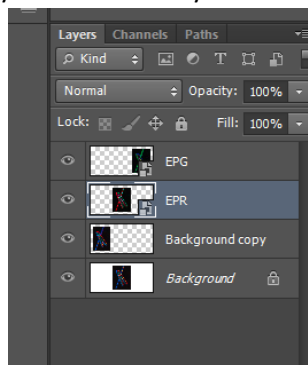 Layers Channels Paths
Kind T
Normal Opacity: 100%
Lock: Fill: 100%
EPG
EPR
Background copy
Background